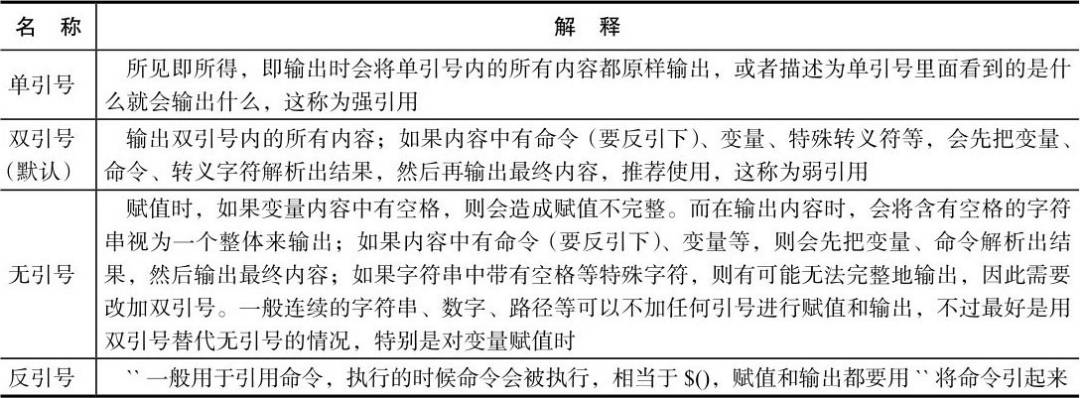 名 称 解 释
单引号 所见即所得，即输出时会将单引号内的所有内容都原样输出，或者描述为单引号里面看到的是什
么就会输出什么，这称为强引用
双引号 输出双引号内的所有内容；如果内容中有命令（要反引下）、变量、特殊转义符等，会先把变量、
（默认） 命令、转义字符解析出结果，然后再输出最终内容，推荐使用，这称为弱引用
赋值时，如果变量内容中有空格，则会造成赋值不完整。而在输出内容时，会将含有空格的字符
串视为一个整体来输出；如果内容中有命令（要反引下）、变量等，则会先把变量、命令解析出结
无引号 果，然后输出最终内容；如果字符串中带有空格等特殊字符，则有可能无法完整地输出，因此需要
改加双引号。一般连续的字符串、数字、路径等可以不加任何引号进行赋值和输出，不过最好是用
双引号替代无引号的情况，特别是对变量赋值时
反引号 `` 一般用于引用命令，执行的时候命令会被执行，相当于 $()，赋值和输出都要用 `` 将命令引起来